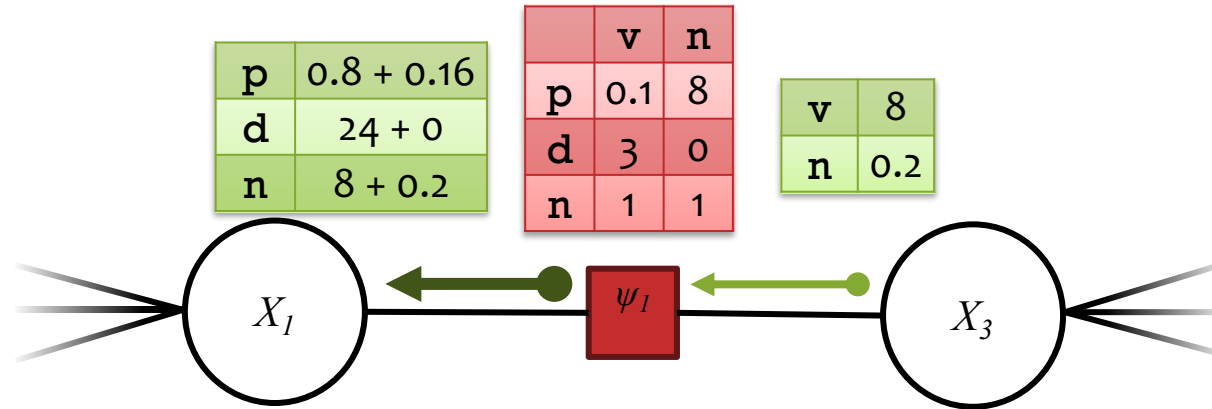 p 0.8 + 0.16
d 24 + 0
n 8 + 0.2
v n
p 0.1 8
d 3 0
n 1 1
v 8
n 0.2
X1
ψ1
X3